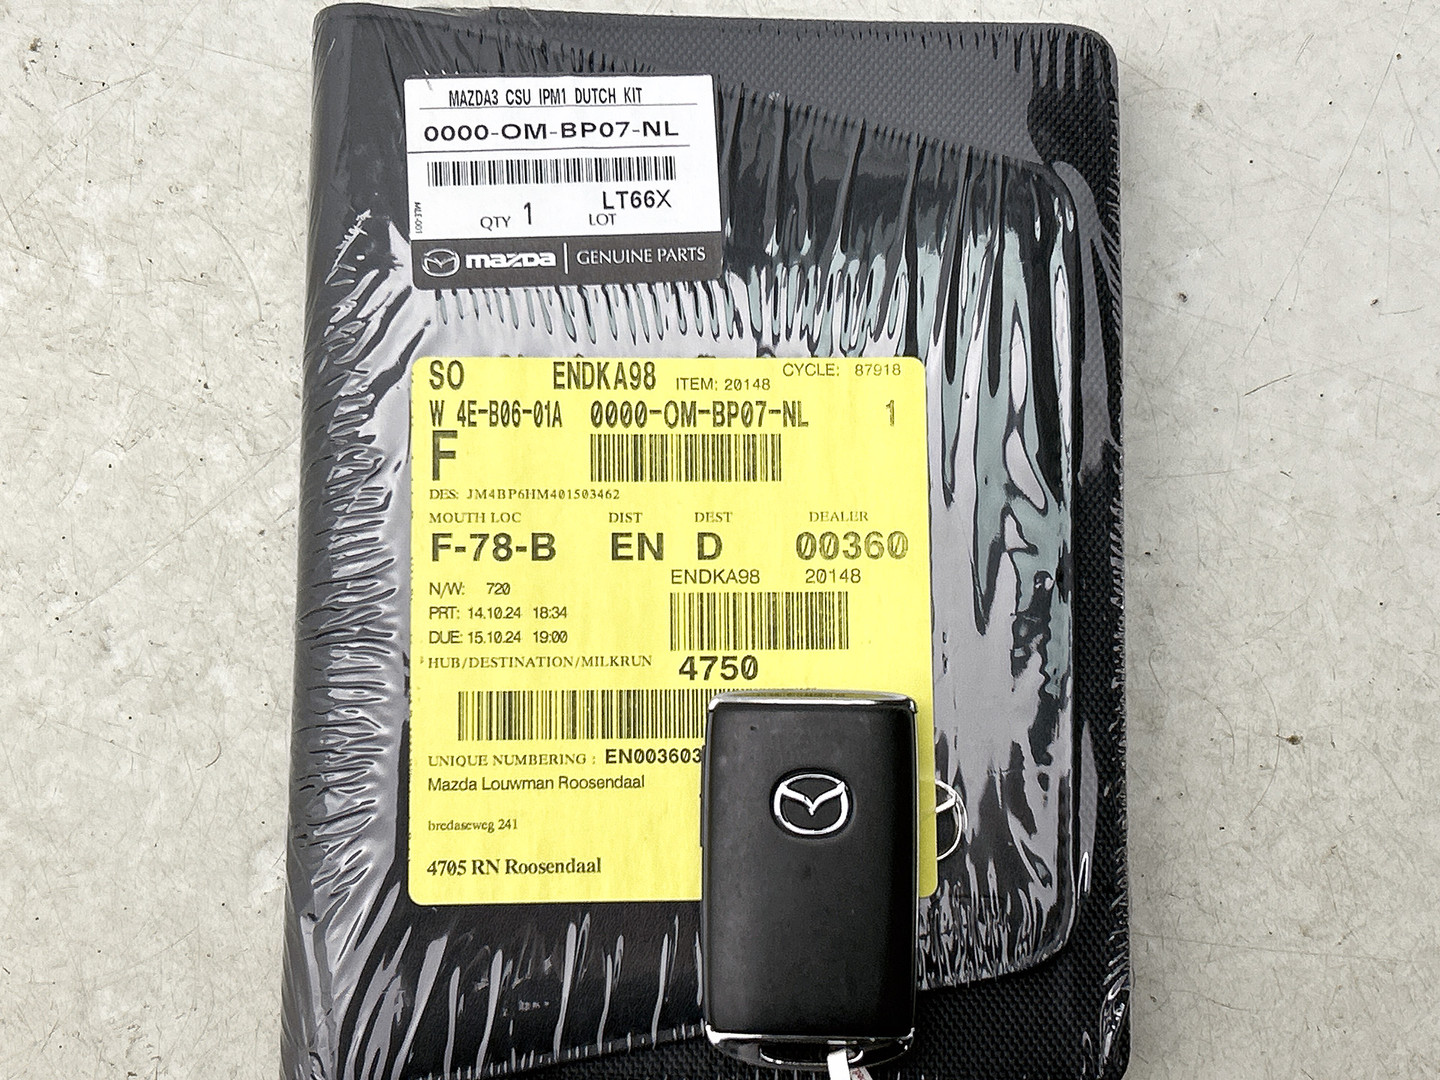 MAZDA3 CSU IPM1 DUTCH KIT
0000-OM-BP07-NL
MLE-001
QTY 1 LOT LT66X
mazda GENUINE PARTS
SO ENDKA98 ITEM: 20148 CYCLE: 87918
W 4E-B06-01A 0000-OM-BP07-NL 1
F
DES: JM4BP6HM401503462
MOUTH LOC DIST DEST DEALER
F-78-B EN D 00360
ENDKA98 20148
N/W: 720
PRT: 14.10.24 18:34
DUE: 15.10.24 19:00
HUB/DESTINATION/MILKRUN 4750
UNIQUE NUMBERING : EN003603
Mazda Louwman Roosendaal
bredaseweg 241
4705 RN Roosendaal